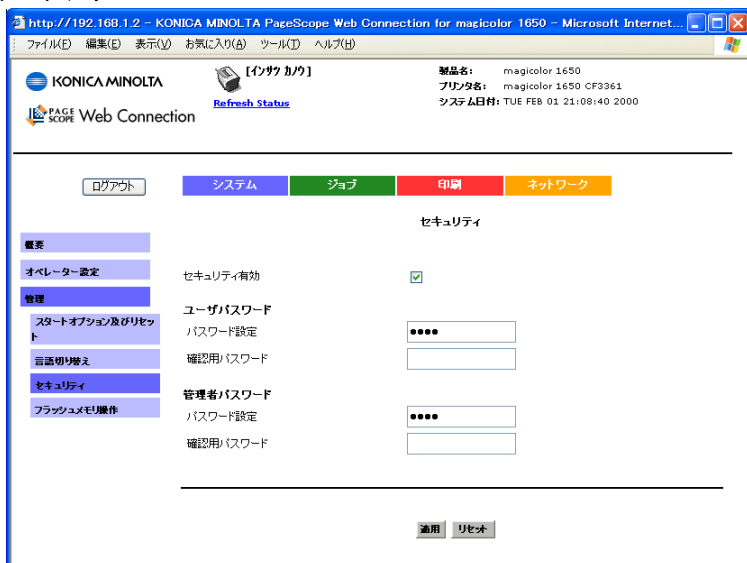 http://192.168.1.2 - KONICA MINOLTA PageScope Web Connection for magicolor 1650 - Microsoft Internet...
ファイル(F) 編集(E) 表示(V) お気に入り(A) ツール(T) ヘルプ(H)
KONICA MINOLTA
PAGE SCOPE Web Connection
[インサツ カノウ]
Refresh Status
製品名: magicolor 1650
プリンタ名: magicolor 1650 CF3361
システム日付: TUE FEB 01 21:08:40 2000
ログアウト
システム ジョブ 印刷 ネットワーク
セキュリティ
概要
オペレーター設定
管理
スタートオプション及びリセッ
ト
言語切り替え
セキュリティ
フラッシュメモリ操作
セキュリティ有効
ユーザパスワード
パスワード設定 ●●●●
確認用パスワード
管理者パスワード
パスワード設定 ●●●●
確認用パスワード
適用 リセット